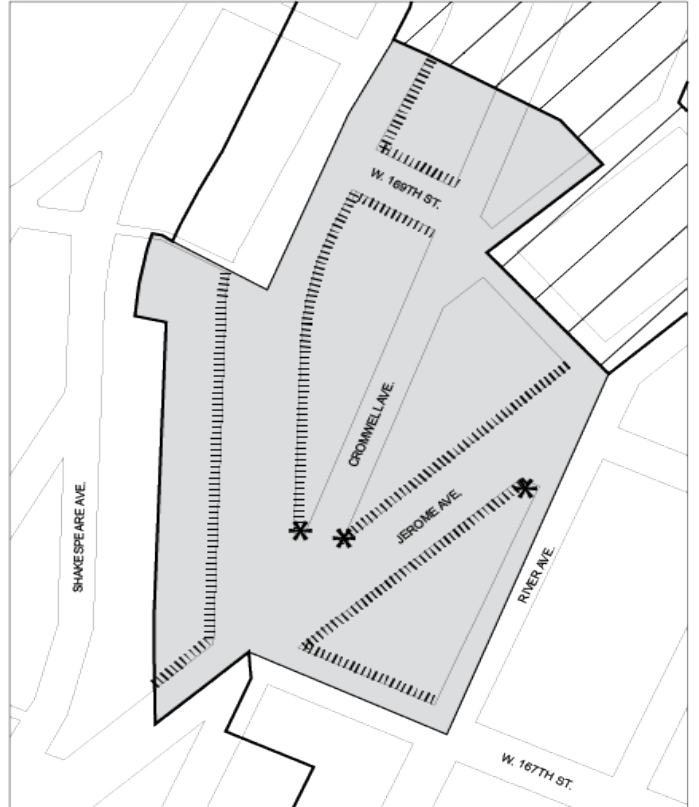 W. 169TH ST.
CROMWELL AVE.
JEROME AVE.
SHAKESPEARE AVE.
RIVER AVE.
W. 167TH ST.